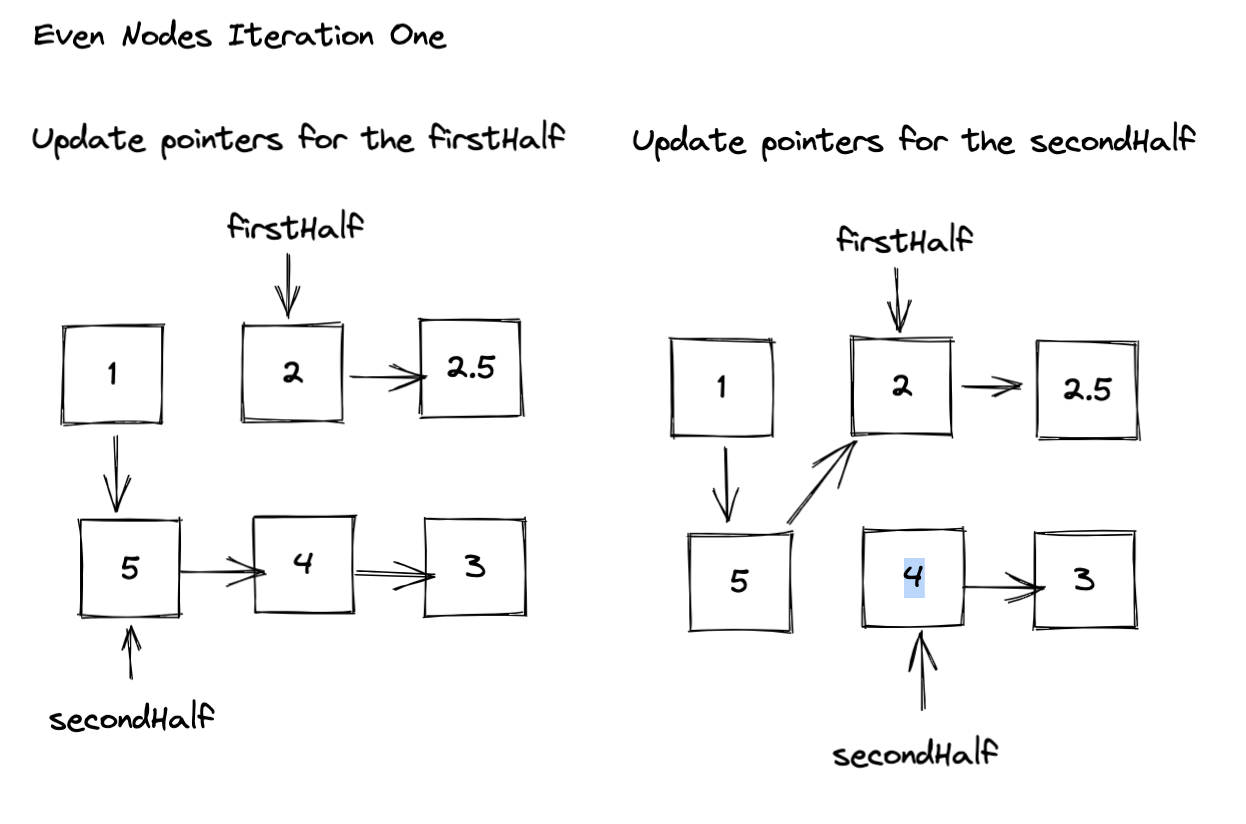 Even Nodes Iteration One
Update pointers for the firstHalf
firstHalf
1
2
2.5
5
4
3
secondHalf
Update pointers for the secondHalf
firstHalf
1
2
2.5
5
4
3
secondHalf